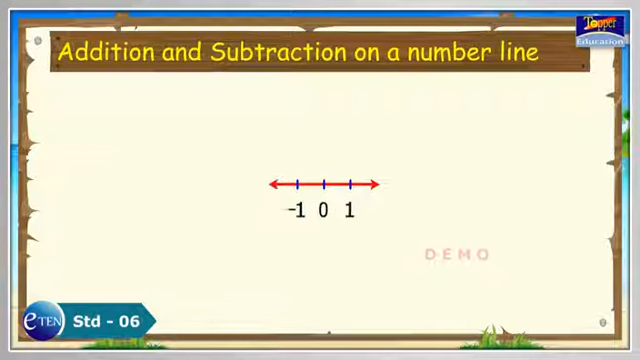 Topper
Education
Addition and Subtraction on a number line
-1 0 1
DEMO
eTEN Std - 06